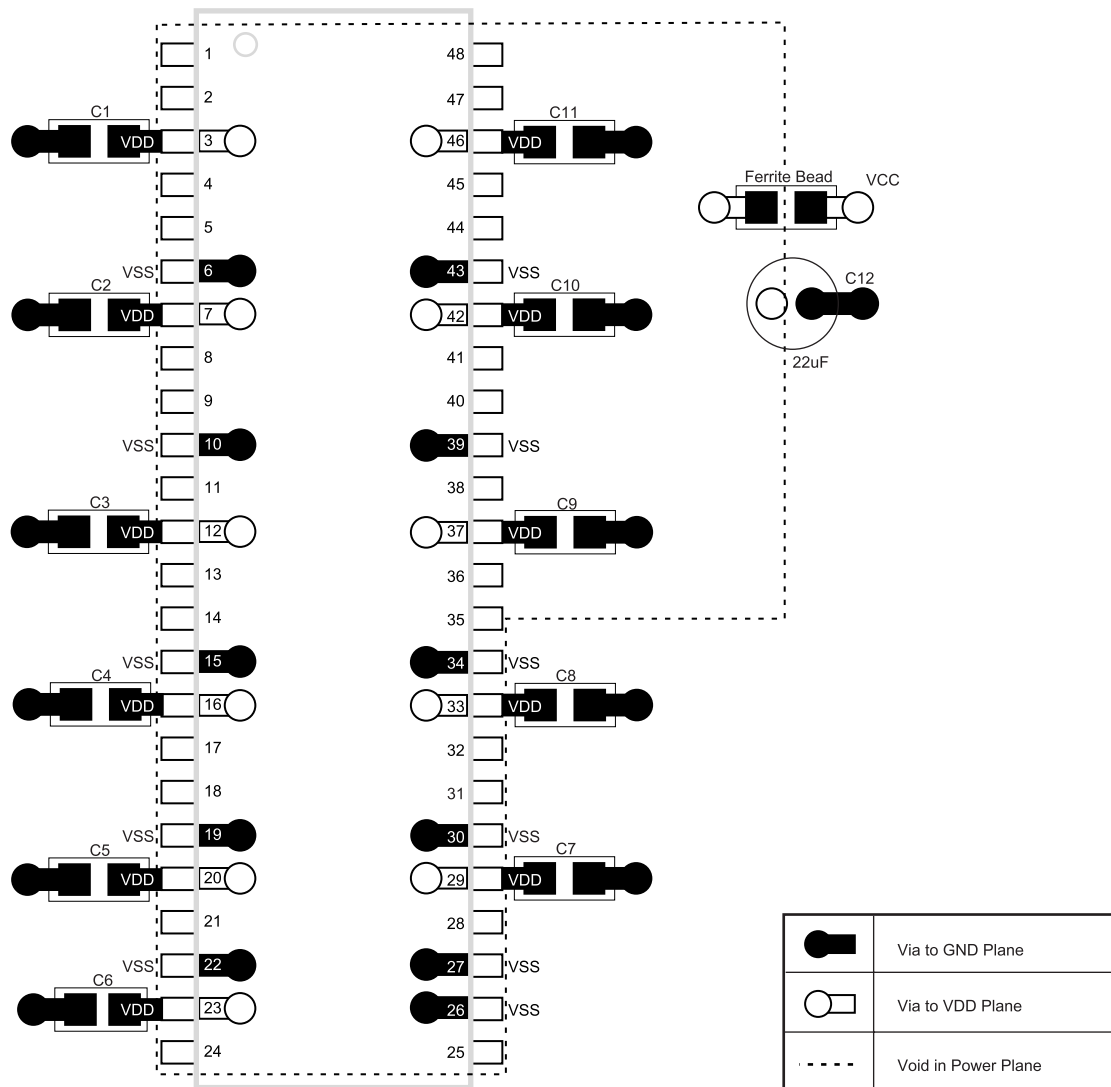 1 48
2 47
C1 C11
VDD 3 46 VDD
4 45
Ferrite Bead VCC
5 44
VSS 6 43 VSS
C2 C10 C12
VDD 7 42 VDD
8 41 22uF
9 40
VSS 10 39 VSS
11 38
C3 C9
VDD 12 37 VDD
13 36
14 35
VSS 15 34 VSS
C4 C8
VDD 16 33 VDD
17 32
18 31
VSS 19 30 VSS
C5 C7
VDD 20 29 VDD
21 28
VSS 22 27 VSS
C6
VDD 23 26 VSS
24 25
Via to GND Plane
Via to VDD Plane
Void in Power Plane